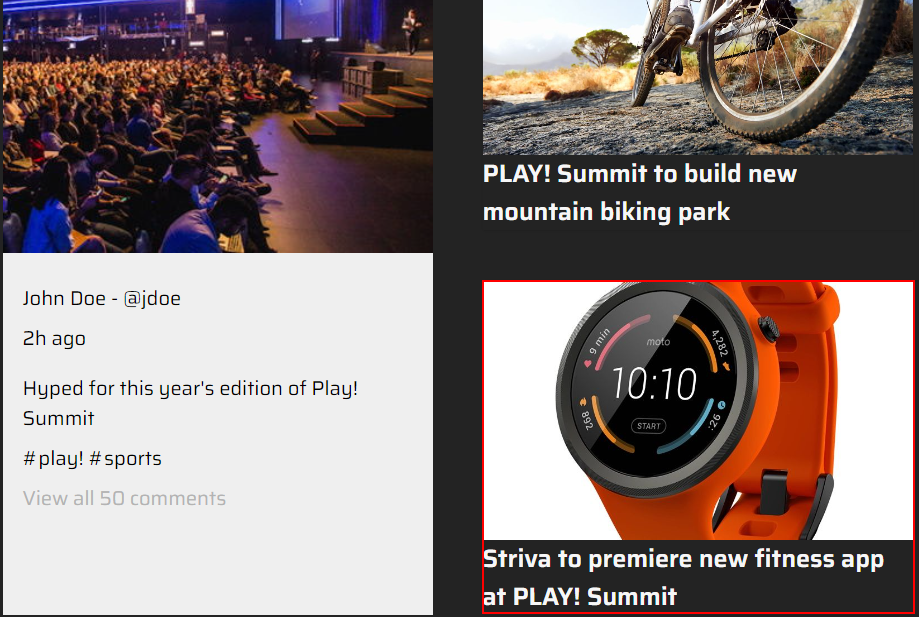 John Doe - @jdoe
2h ago
Hyped for this year's edition of Play!
Summit
#play! #sports
View all 50 comments
PLAY! Summit to build new
mountain biking park
9 min
moto
4,282
10:10
892
START
:26
Striva to premiere new fitness app
at PLAY! Summit